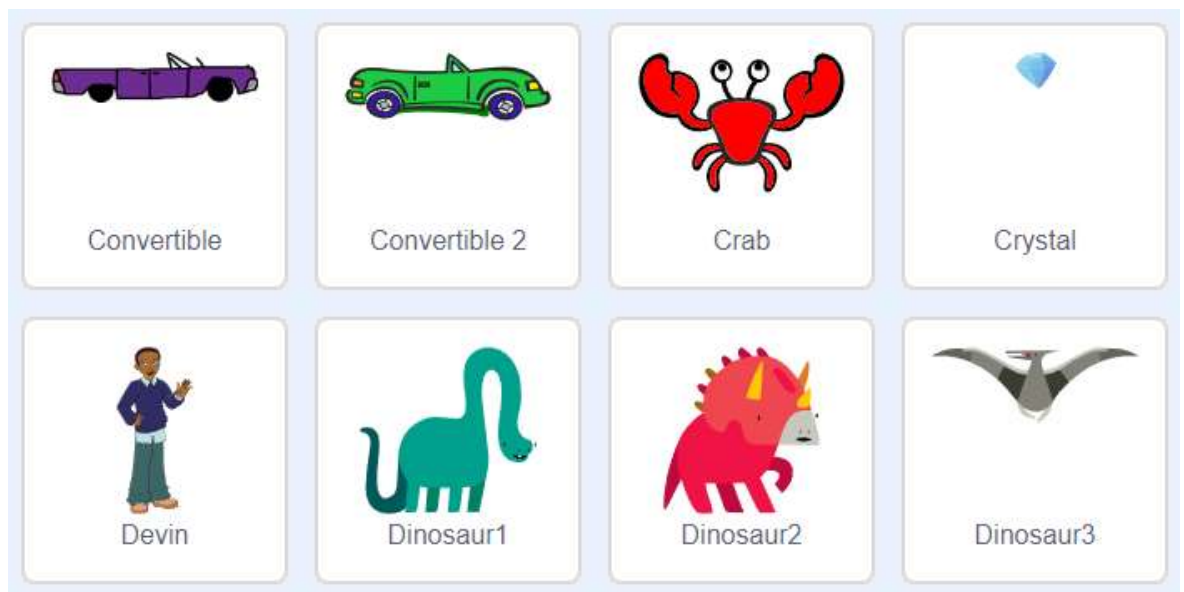 Convertible
Convertible 2
Crab
Crystal
Devin
Dinosaur1
Dinosaur2
Dinosaur3